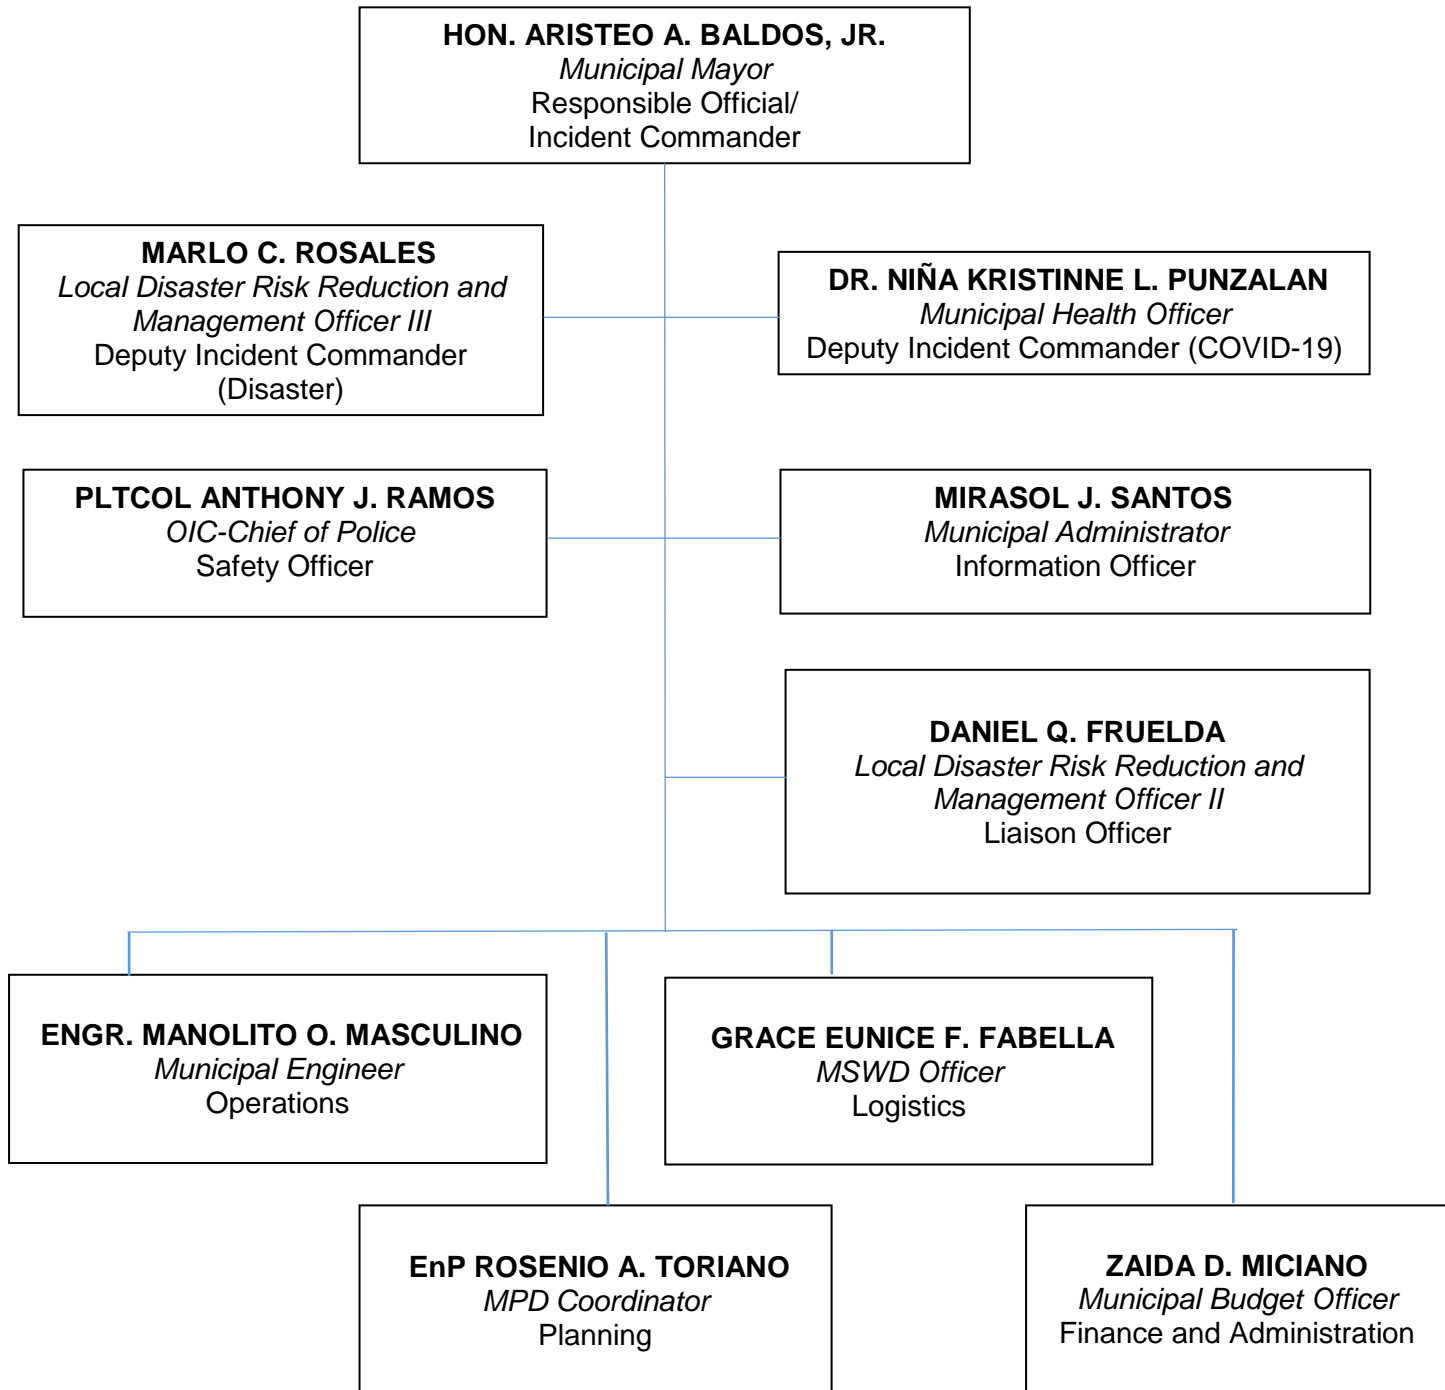 HON. ARISTEO A. BALDOS, JR.
Municipal Mayor
Responsible Official/
Incident Commander
MARLO C. ROSALES
Local Disaster Risk Reduction and
Management Officer III
Deputy Incident Commander
(Disaster)
DR. NIÑA KRISTINNE L. PUNZALAN
Municipal Health Officer
Deputy Incident Commander (COVID-19)
PLTCOL ANTHONY J. RAMOS
OIC-Chief of Police
Safety Officer
MIRASOL J. SANTOS
Municipal Administrator
Information Officer
DANIEL Q. FRUELDA
Local Disaster Risk Reduction and
Management Officer II
Liaison Officer
ENGR. MANOLITO O. MASCULINO
Municipal Engineer
Operations
GRACE EUNICE F. FABELLA
MSWD Officer
Logistics
EnP ROSENIO A. TORIANO
MPD Coordinator
Planning
ZAIDA D. MICIANO
Municipal Budget Officer
Finance and Administration